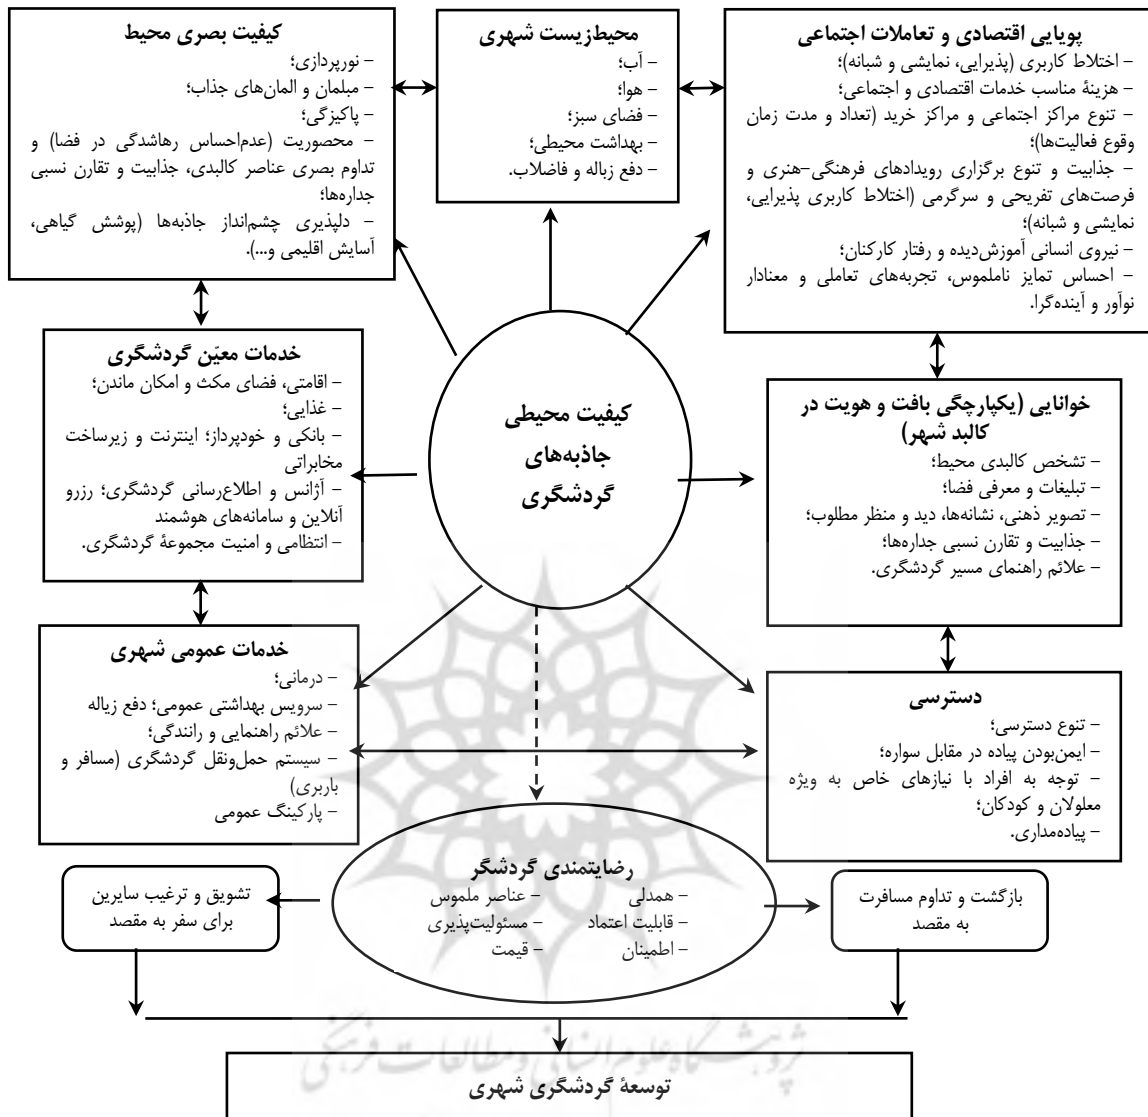 پویایی اقتصادی و تعاملات اجتماعی
– اختلاط کاربری (پذیرایی، نمایشی و شبانه)؛
– هزینهٔ مناسب خدمات اقتصادی و اجتماعی؛
– تنوع مراکز اجتماعی و مراکز خرید (تعداد و مدت زمان
وقوع فعالیت‌ها)؛
– جذابیت و تنوع برگزاری رویدادهای فرهنگی–هنری و
فرصت‌های تفریحی و سرگرمی (اختلاط کاربری پذیرایی،
نمایشی و شبانه)؛
– نیروی انسانی آموزش‌دیده و رفتار کارکنان؛
– احساس تمایز ناملموس، تجربه‌های تعاملی و معنادار
نوآور و آینده‌گرا.
محیط‌زیست شهری
– آب؛
– هوا؛
– فضای سبز؛
– بهداشت محیطی؛
– دفع زباله و فاضلاب.
کیفیت بصری محیط
– نورپردازی؛
– مبلمان و المان‌های جذاب؛
– پاکیزگی؛
– محصوریت (عدم‌احساس رهاشدگی در فضا) و
تداوم بصری عناصر کالبدی، جذابیت و تقارن نسبی
جداره‌ها؛
– دلپذیری چشم‌انداز جاذبه‌ها (پوشش گیاهی،
آسایش اقلیمی و...).
خوانایی (یکپارچگی بافت و هویت در
کالبد شهر)
– تشخص کالبدی محیط؛
– تبلیغات و معرفی فضا؛
– تصویر ذهنی، نشانه‌ها، دید و منظر مطلوب؛
– جذابیت و تقارن نسبی جداره‌ها؛
– علائم راهنمای مسیر گردشگری.
کیفیت محیطی
جاذبه‌های
گردشگری
خدمات معیّن گردشگری
– اقامتی، فضای مکث و امکان ماندن؛
– غذایی؛
– بانکی و خودپرداز؛ اینترنت و زیرساخت
مخابراتی
– آژانس و اطلاع‌رسانی گردشگری؛ رزرو
آنلاین و سامانه‌های هوشمند
– انتظامی و امنیت مجموعهٔ گردشگری.
دسترسی
– تنوع دسترسی؛
– ایمن‌بودن پیاده در مقابل سواره؛
– توجه به افراد با نیازهای خاص به ویژه
معلولان و کودکان؛
– پیاده‌مداری.
خدمات عمومی شهری
– درمانی؛
– سرویس بهداشتی عمومی؛ دفع زباله
– علائم راهنمایی و رانندگی؛
– سیستم حمل‌ونقل گردشگری (مسافر و
باربری)
– پارکینگ عمومی
رضایتمندی گردشگر
– همدلی – عناصر ملموس
– قابلیت اعتماد – مسئولیت‌پذیری
– اطمینان – قیمت
بازگشت و تداوم مسافرت
به مقصد
تشویق و ترغیب سایرین
برای سفر به مقصد
پژوهشگاه علوم انسانی و مطالعات فرهنگی
توسعهٔ گردشگری شهری